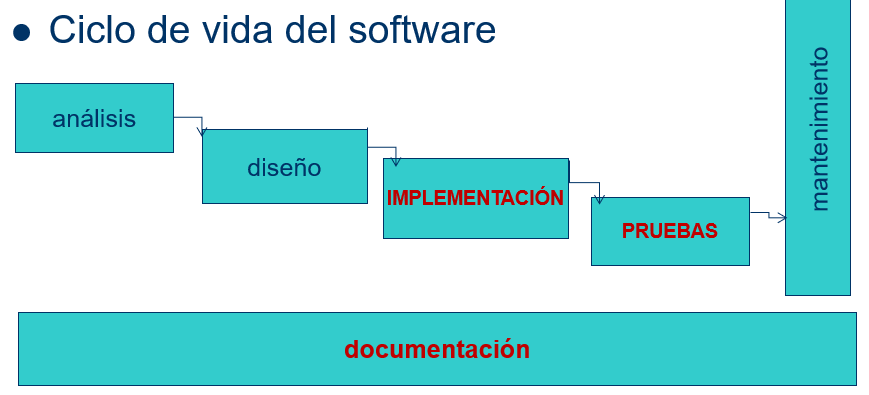 ● Ciclo de vida del software
análisis
diseño
IMPLEMENTACIÓN
PRUEBAS
mantenimiento
documentación